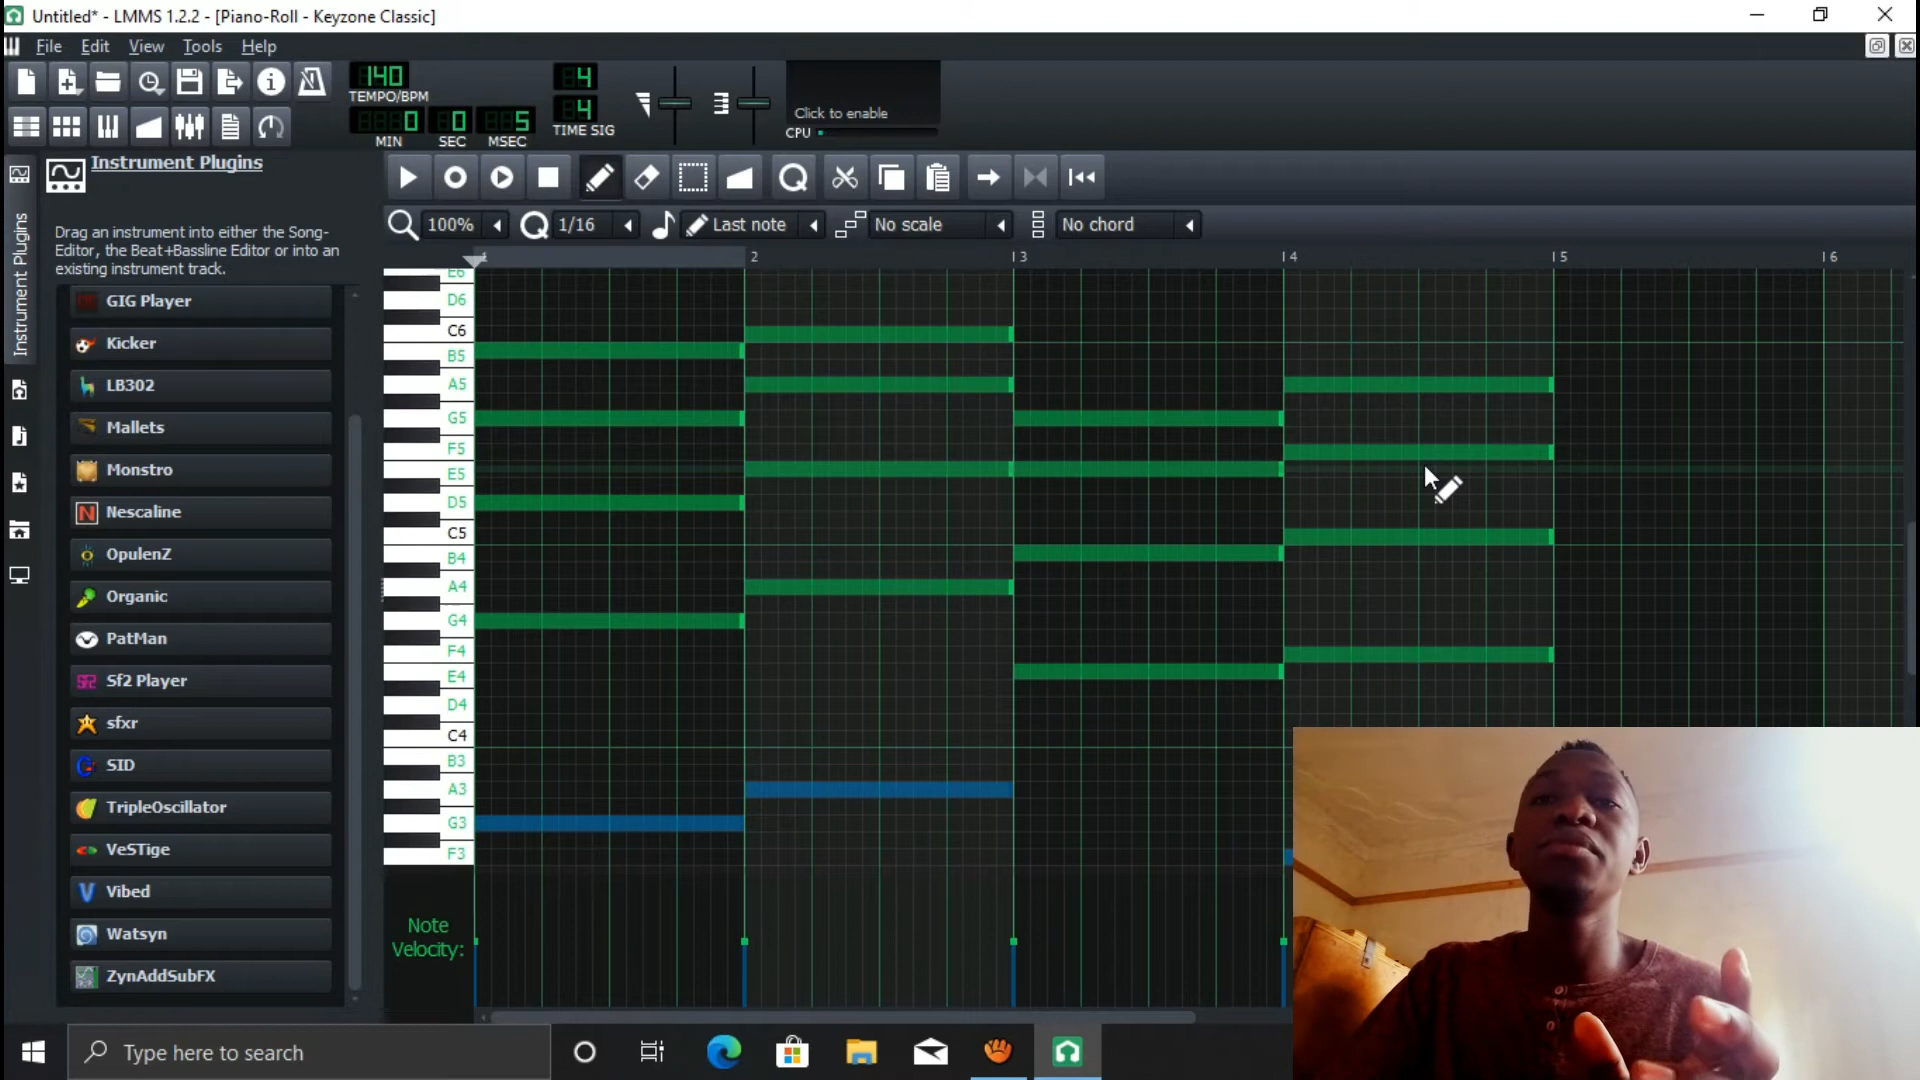 Untitled* - LMMS 1.2.2 - [Piano-Roll - Keyzone Classic]
File Edit View Tools Help
140
TEMPO/BPM
4
4
TIME SIG
0 0 5
MIN SEC MSEC
Click to enable
CPU
Instrument Plugins
Instrument Plugins
Drag an instrument into either the Song-
Editor, the Beat+Bassline Editor or into an
existing instrument track.
GIG Player
Kicker
LB302
Mallets
Monstro
Nescaline
OpulenZ
Organic
PatMan
Sf2 Player
sfxr
SID
TripleOscillator
VeSTige
Vibed
Watsyn
ZynAddSubFX
100% 1/16 Last note No scale No chord
1 2 3 4 5 6
E6
D6
C6
B5
A5
G5
F5
E5
D5
C5
B4
A4
G4
F4
E4
D4
C4
B3
A3
G3
F3
Note
Velocity:
Type here to search